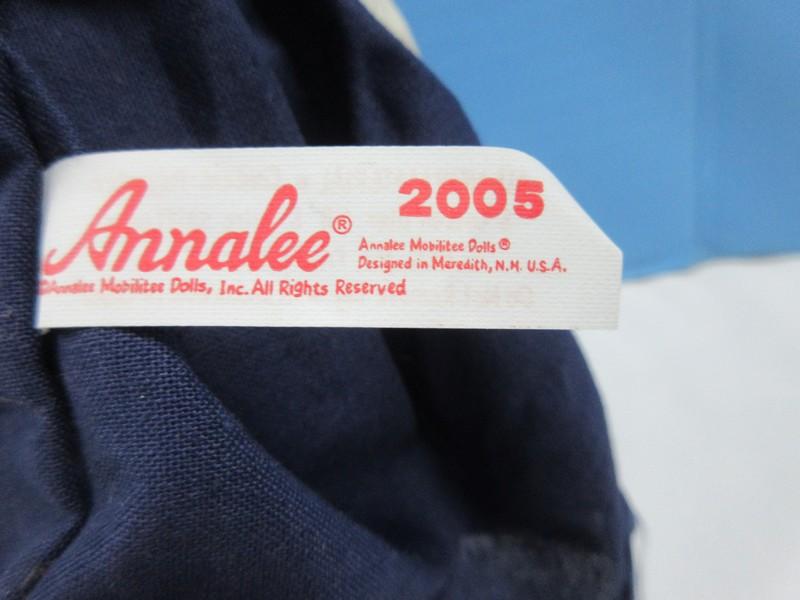 Annalee®
2005
Annalee Mobilitee Dolls®
Designed in Meredith, N.H. U.S.A.
©Annalee Mobilitee Dolls, Inc. All Rights Reserved